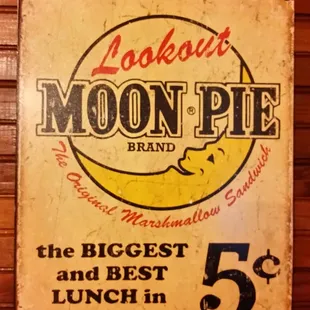 Lookout
MOON PIE
BRAND
The Original Marshmallow Sandwich
the BIGGEST
and BEST
LUNCH in
5¢